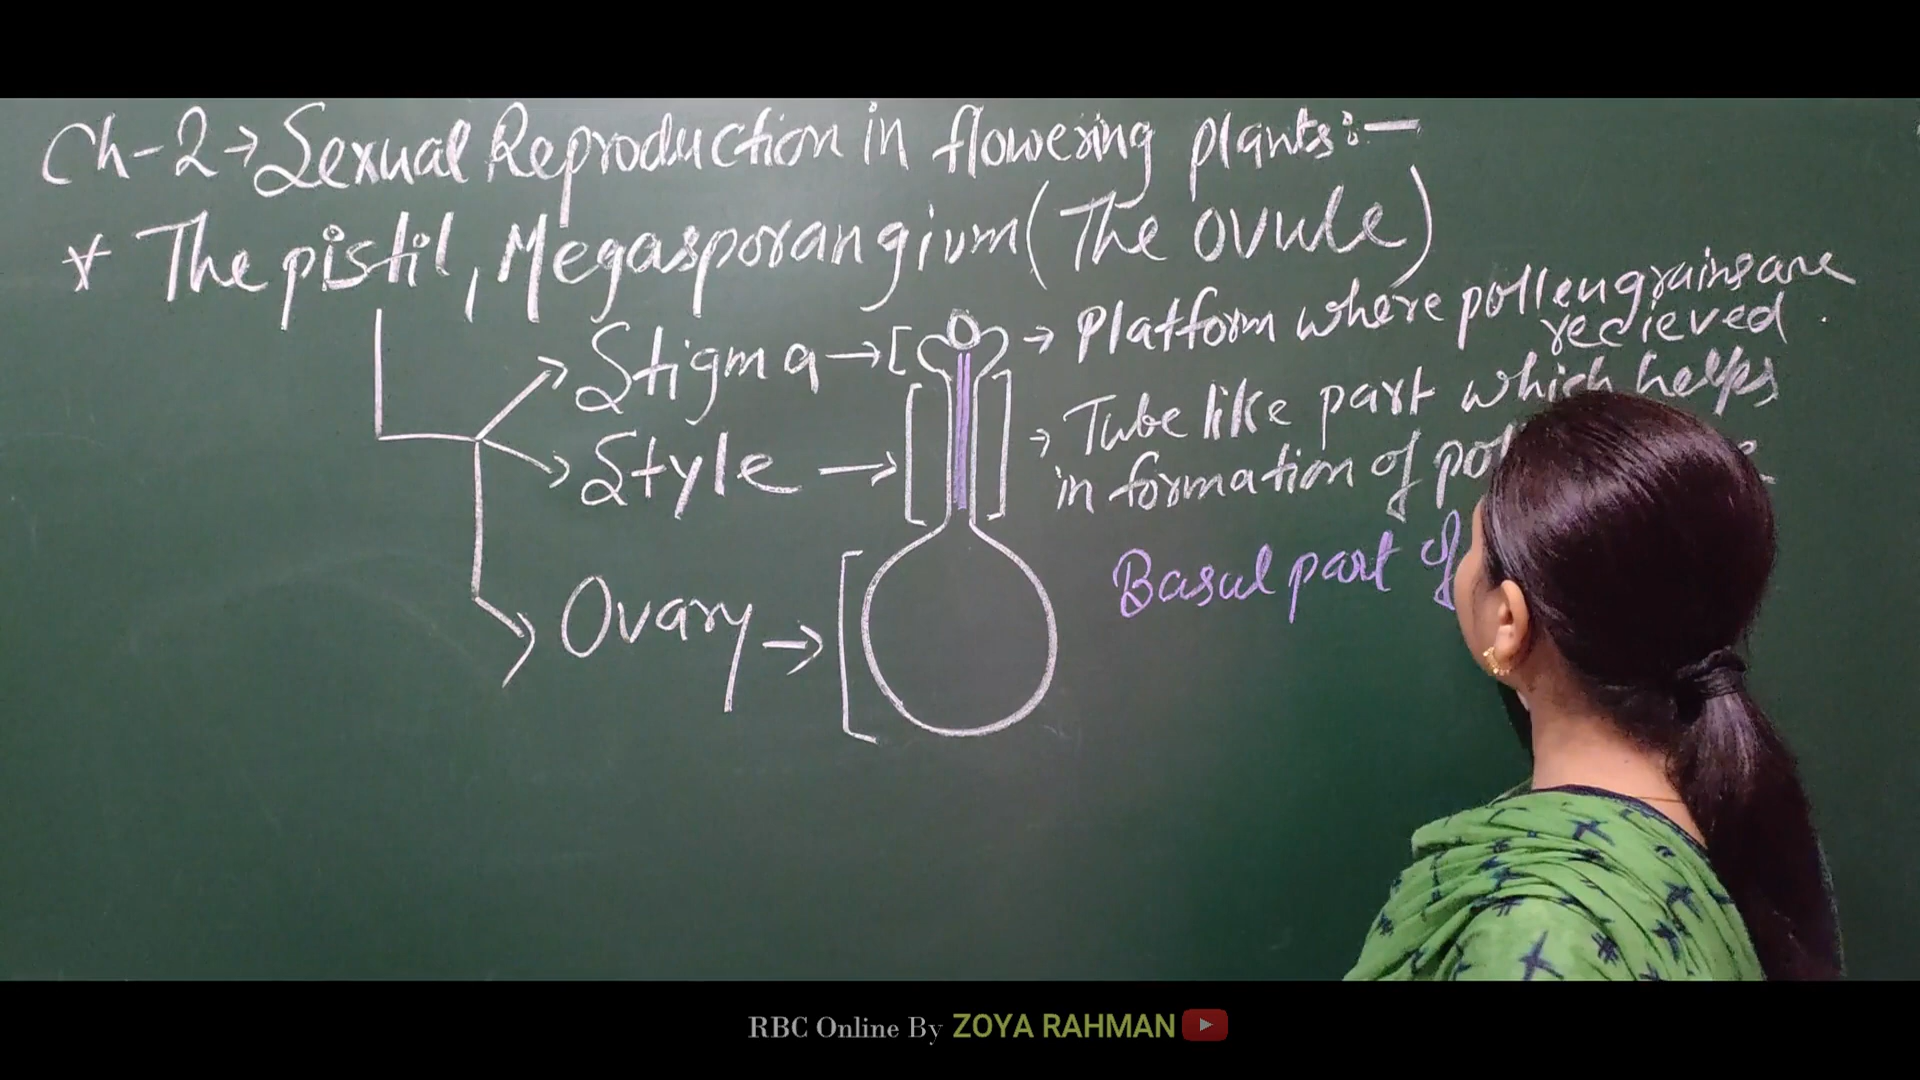 Ch-2→Sexual Reproduction in flowering plants:-
* The pistil, Megasporangium (The ovule)
Stigma → [ → Platform where pollen grains are
recieved.
Style → [ ] → Tube like part which helps
in formation of
Ovary → [
Basal part of
RBC Online By ZOYA RAHMAN